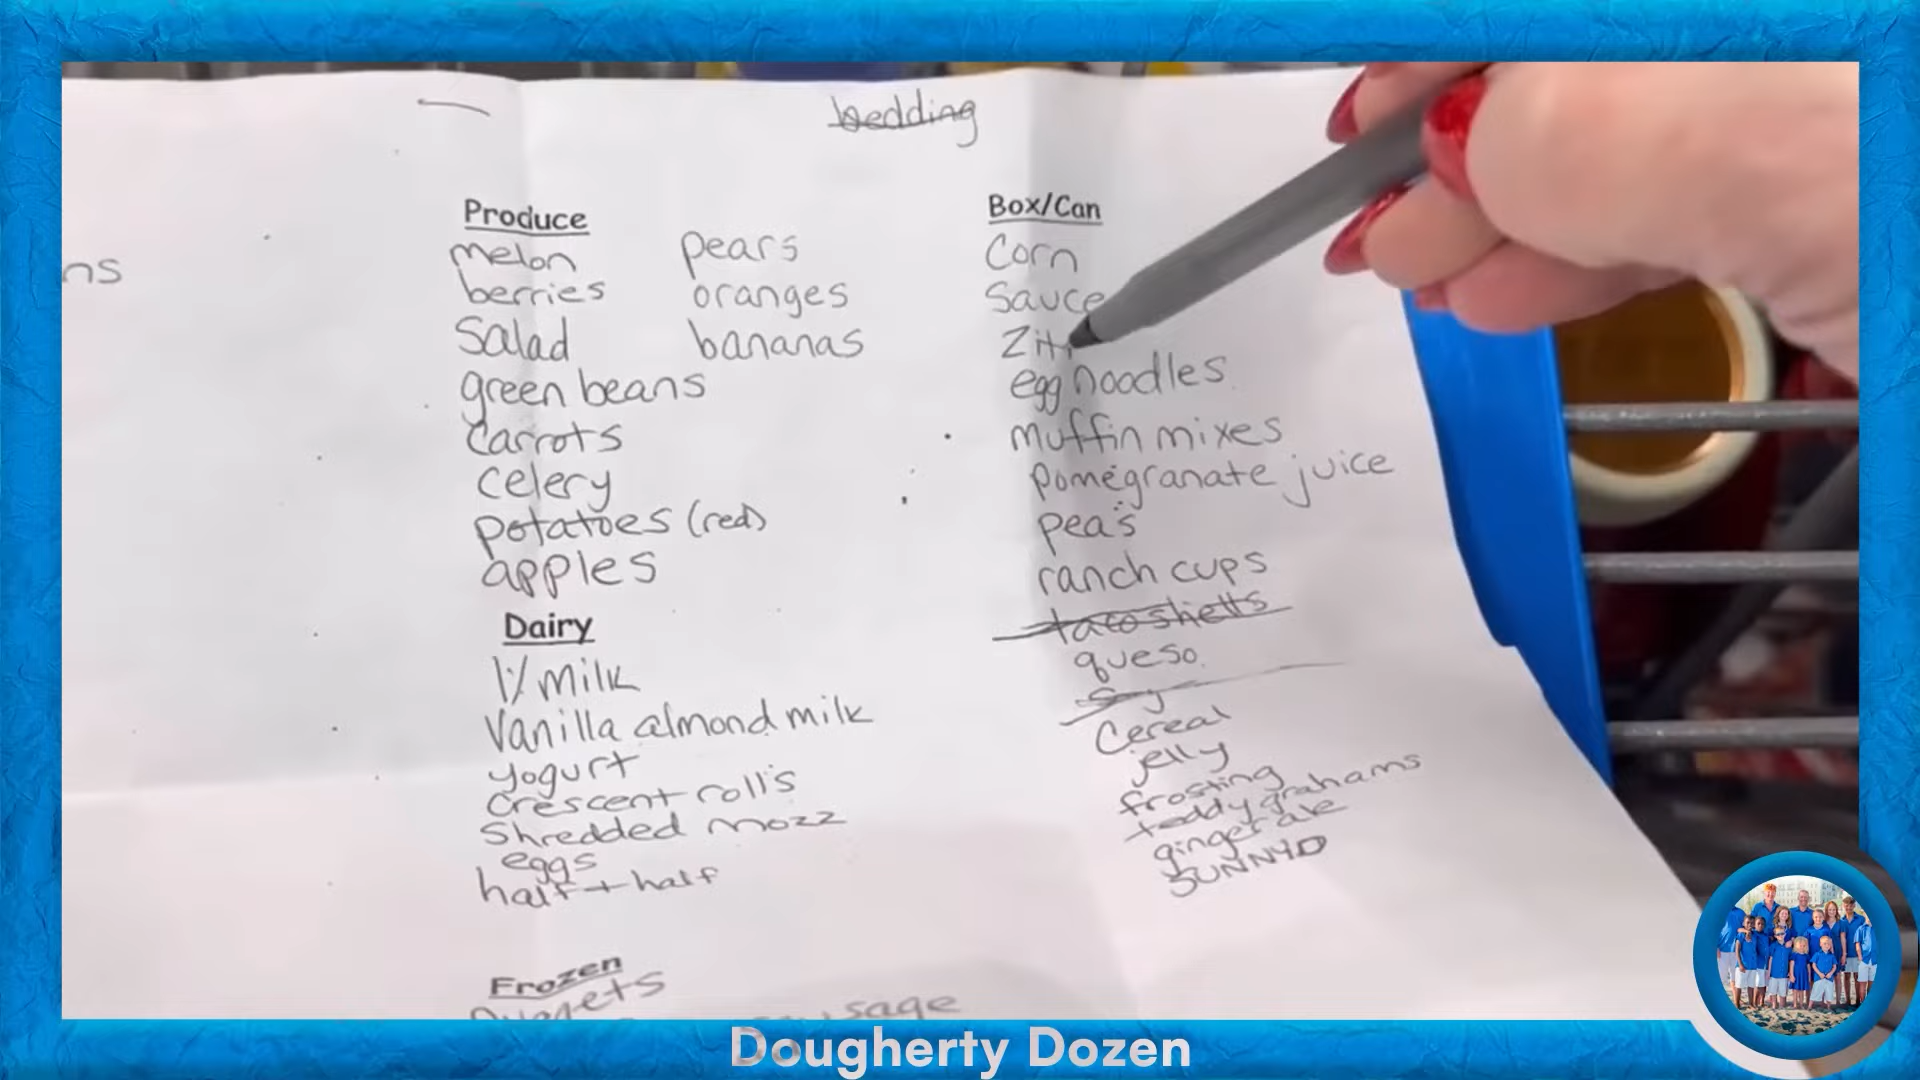 bedding
ns
Produce
melon
berries
Salad
green beans
Carrots
celery
potatoes (red)
apples
pears
oranges
bananas
Dairy
1% milk
Vanilla almond milk
yogurt
Crescent rolls
Shredded mozz
eggs
half + half
Frozen
Box/Can
Corn
Sauce
Ziti
egg noodles
muffin mixes
pomegranate juice
peas
ranch cups
taco shells
queso
Cereal
jelly
frosting
teddy grahams
ginger ale
SUNNYD
Dougherty Dozen